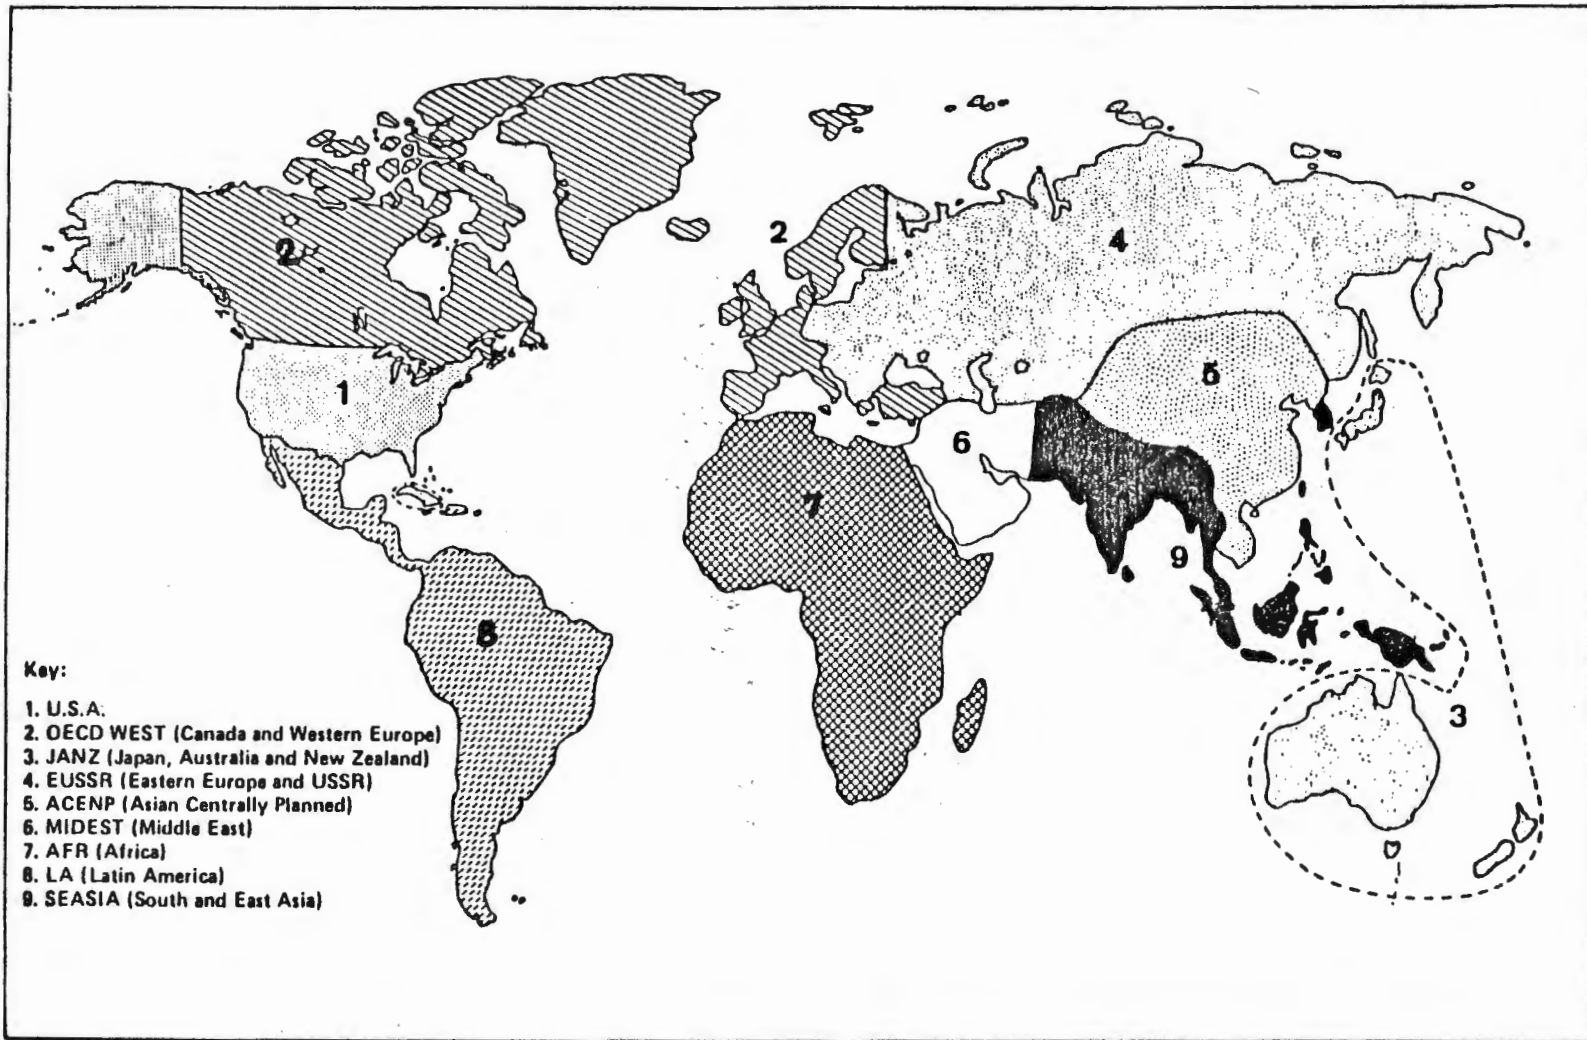 2
2
4
1
5
6
7
9
8
3
Key:
1. U.S.A.
2. OECD WEST (Canada and Western Europe)
3. JANZ (Japan, Australia and New Zealand)
4. EUSSR (Eastern Europe and USSR)
5. ACENP (Asian Centrally Planned)
6. MIDEST (Middle East)
7. AFR (Africa)
8. LA (Latin America)
9. SEASIA (South and East Asia)